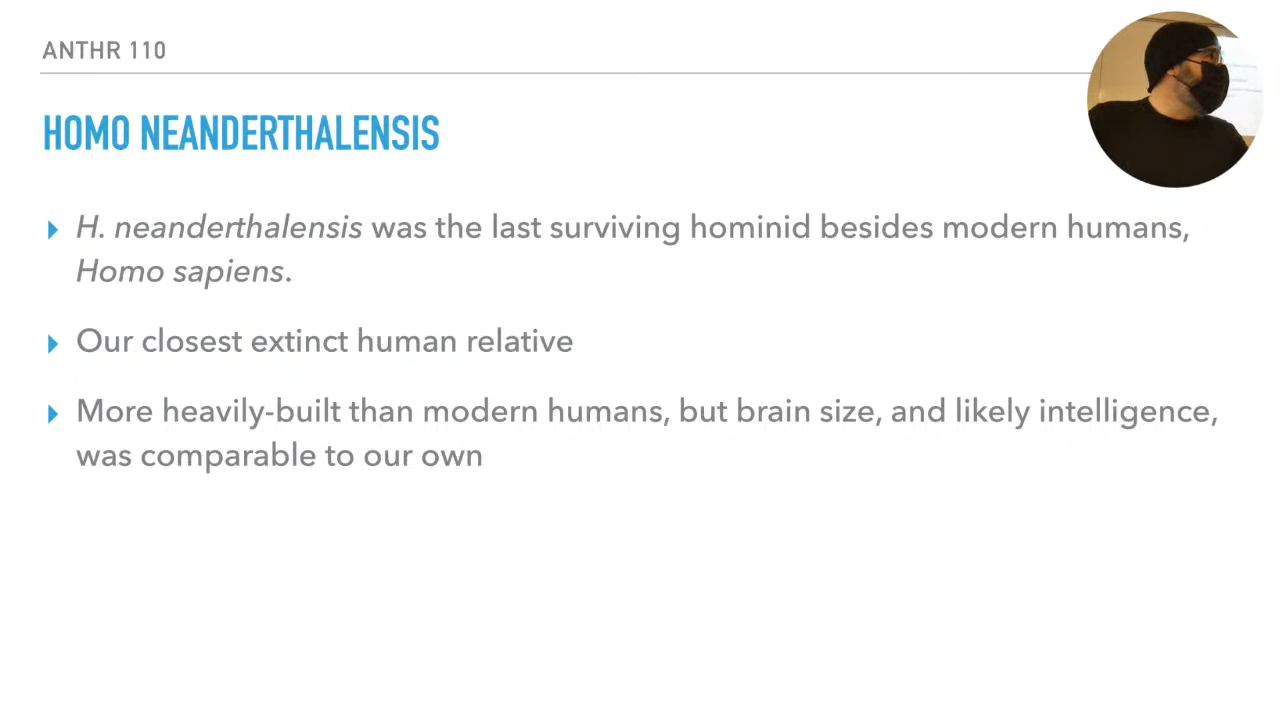 ANTHR 110
HOMO NEANDERTHALENSIS
H. neanderthalensis was the last surviving hominid besides modern humans,
Homo sapiens.
Our closest extinct human relative
More heavily-built than modern humans, but brain size, and likely intelligence,
was comparable to our own